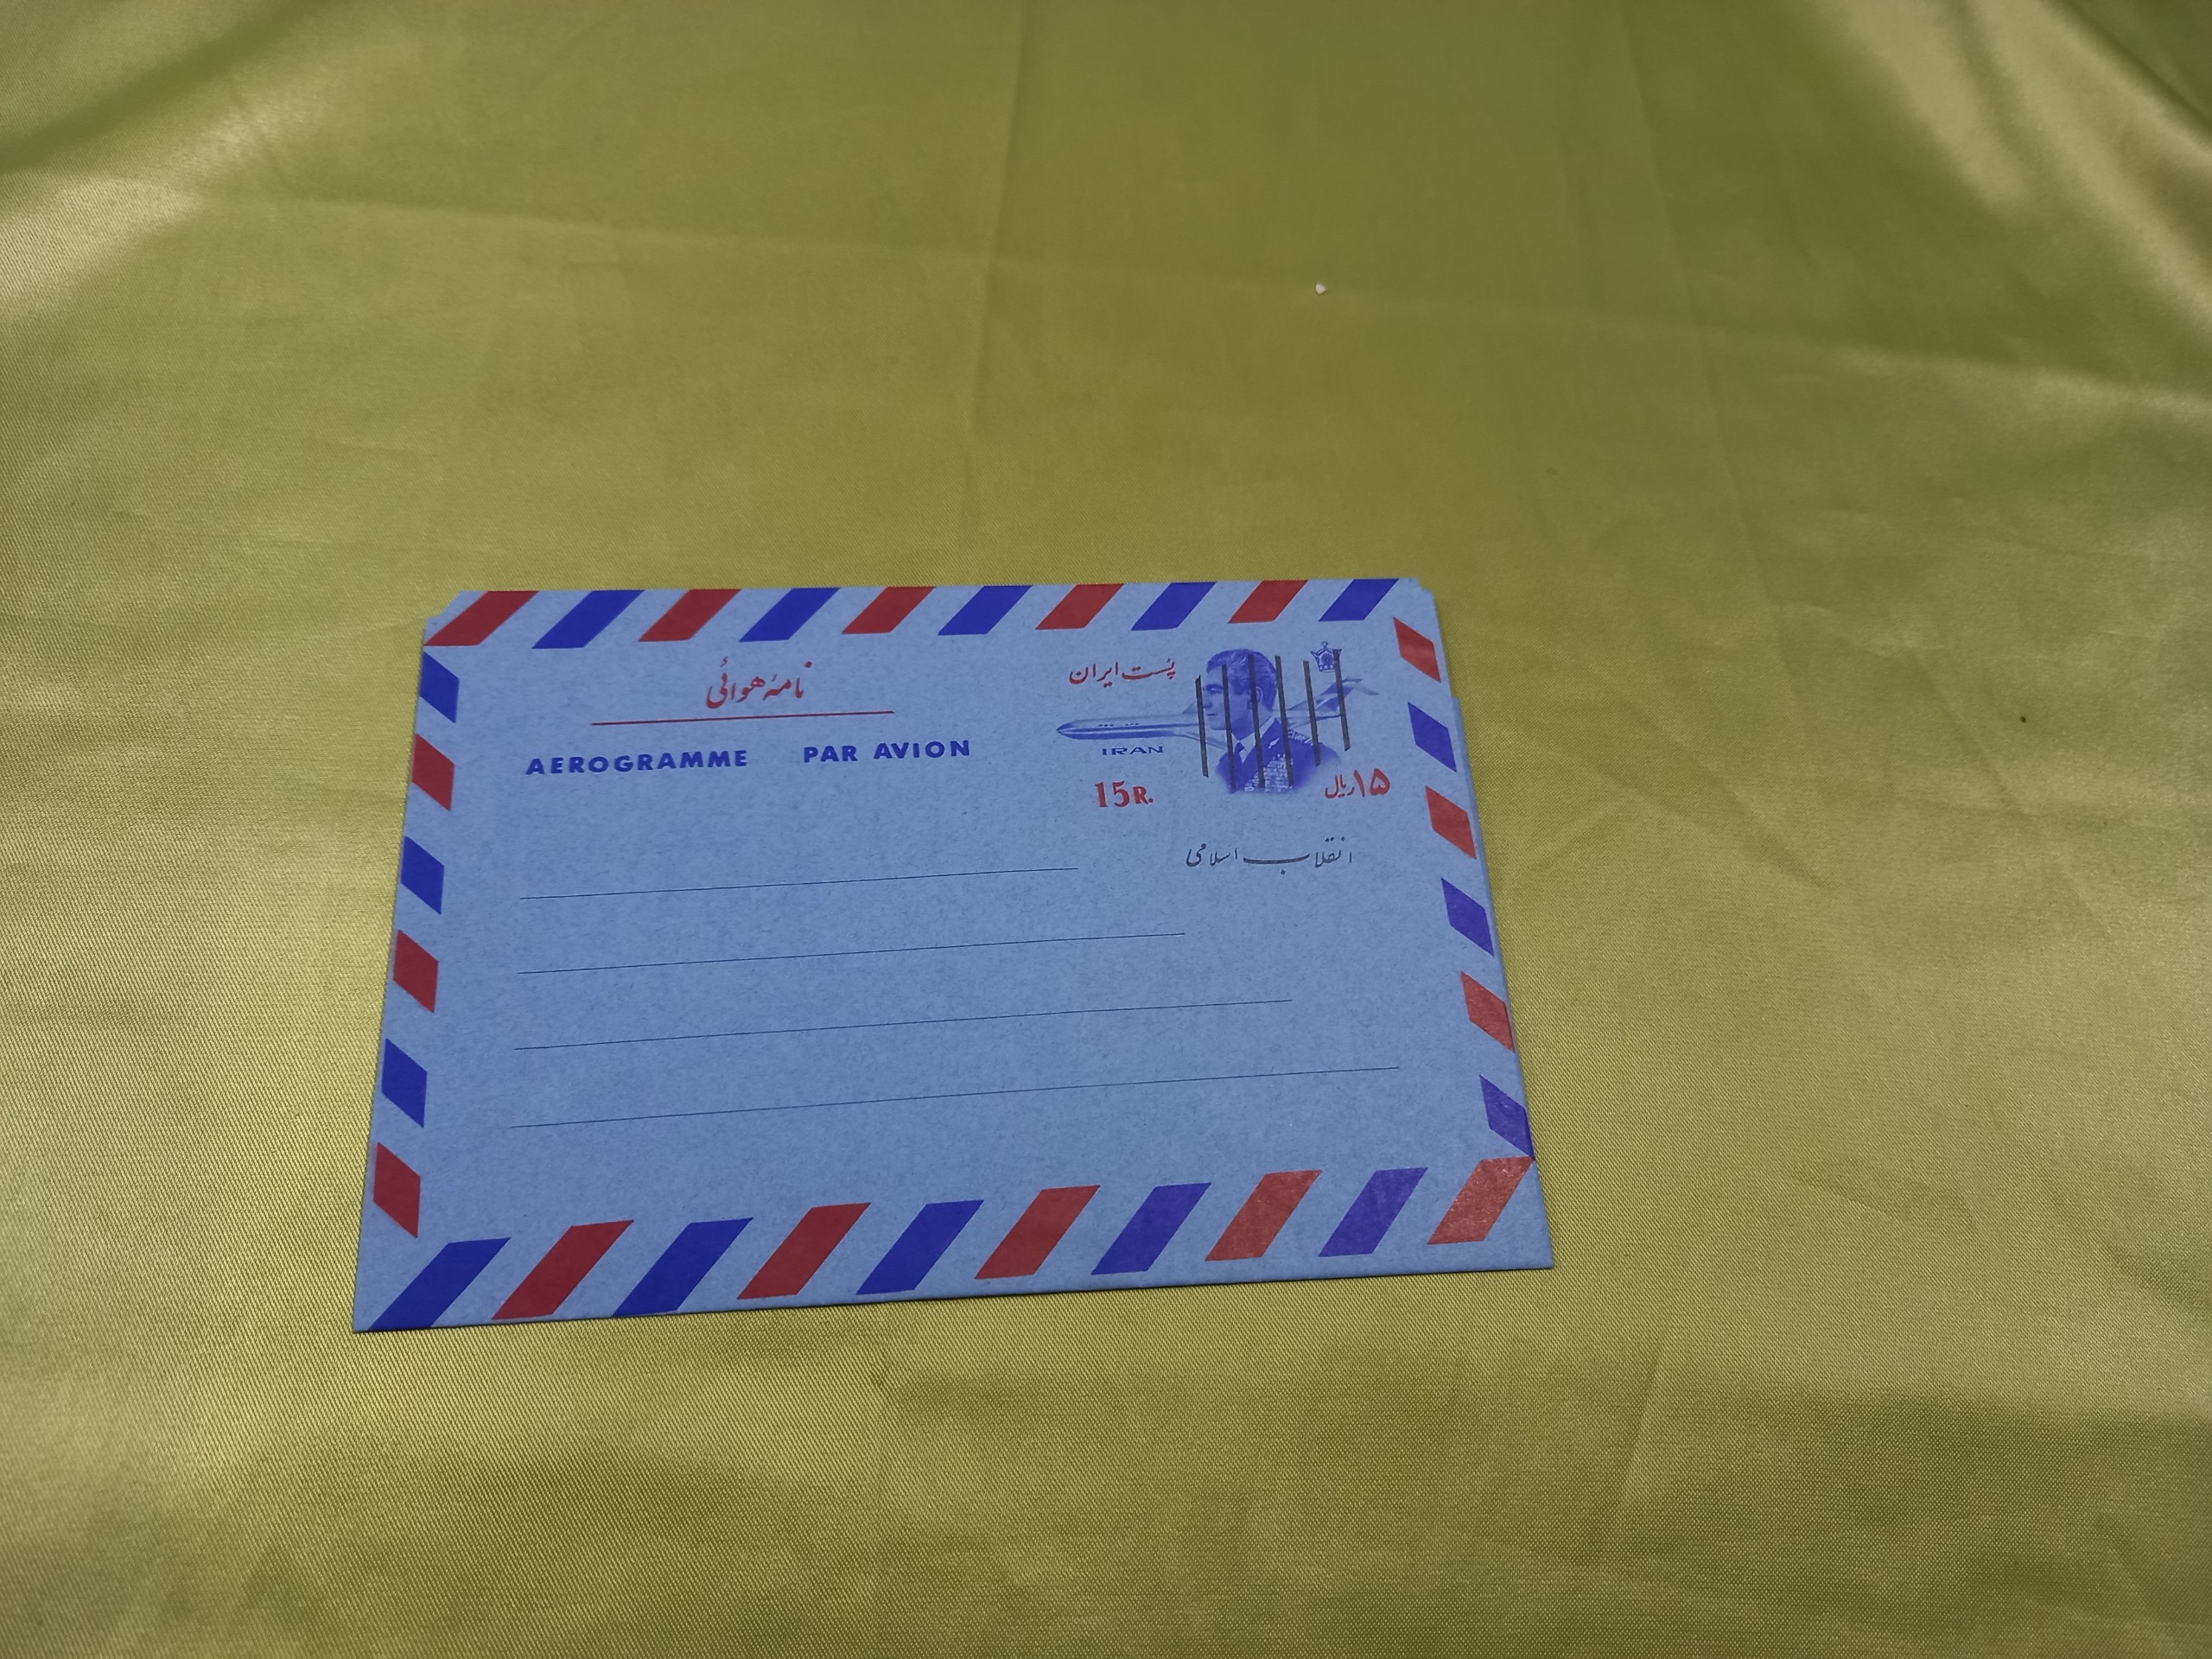 نامهٔ هوائی
AEROGRAMME PAR AVION
پست ایران
IRAN
15R.
۱۵ ریال
انقلاب اسلامی